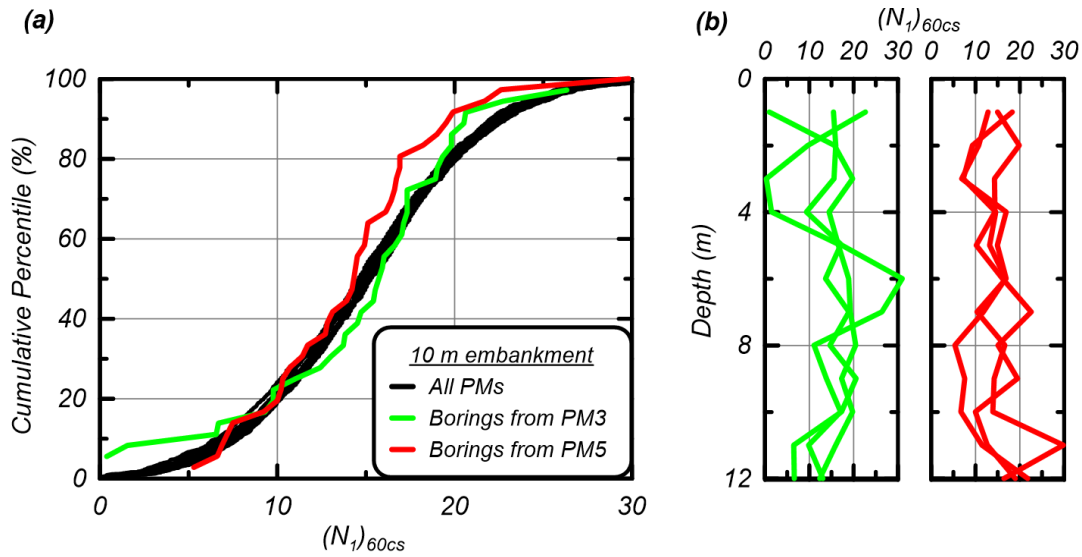 (a)
100
80
60
40
20
0
Cumulative Percentile (%)
0 10 20 30
(N1)60cs
10 m embankment
All PMs
Borings from PM3
Borings from PM5
(b)
(N1)60cs
0 10 20 30 0 10 20 30
0
4
8
12
Depth (m)